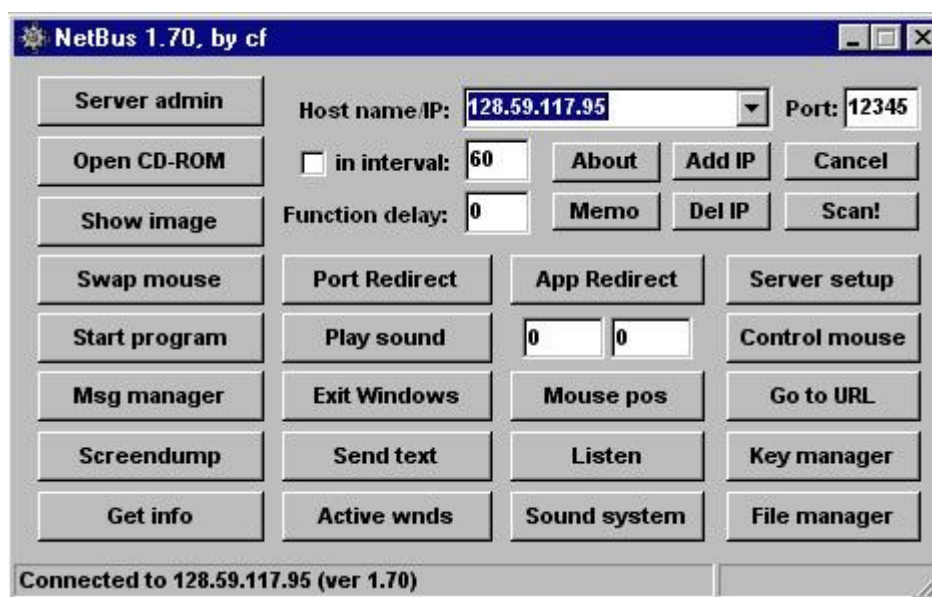 NetBus 1.70, by cf
Server admin Host name/IP: 128.59.117.95 Port: 12345
Open CD-ROM in interval: 60 About Add IP Cancel
Show image Function delay: 0 Memo Del IP Scan!
Swap mouse Port Redirect App Redirect Server setup
Start program Play sound 0 0 Control mouse
Msg manager Exit Windows Mouse pos Go to URL
Screendump Send text Listen Key manager
Get info Active wnds Sound system File manager
Connected to 128.59.117.95 (ver 1.70)